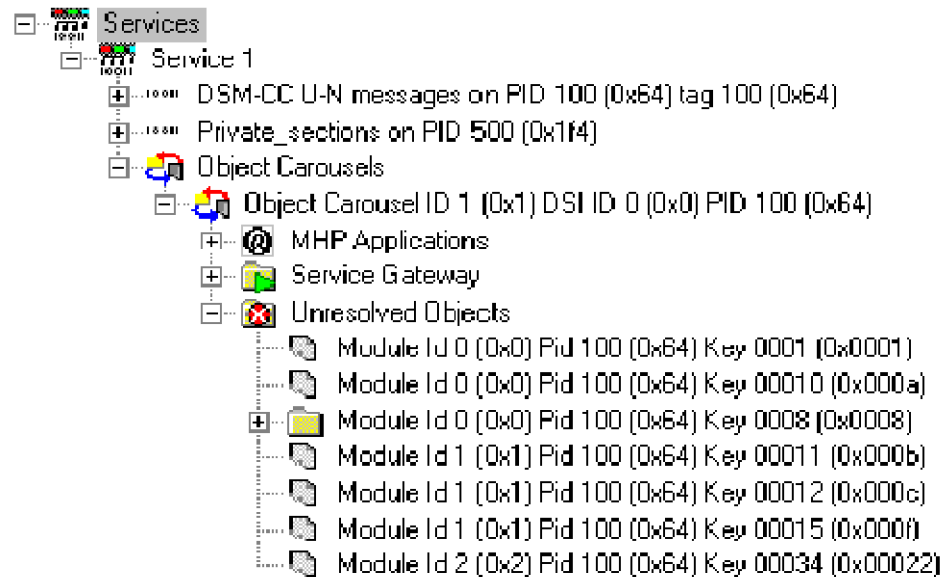 Services
Service 1
DSM-CC U-N messages on PID 100 (0x64) tag 100 (0x64)
Private_sections on PID 500 (0x1f4)
Object Carousels
Object Carousel ID 1 (0x1) DSI ID 0 (0x0) PID 100 (0x64)
MHP Applications
Service Gateway
Unresolved Objects
Module Id 0 (0x0) Pid 100 (0x64) Key 0001 (0x0001)
Module Id 0 (0x0) Pid 100 (0x64) Key 00010 (0x000a)
Module Id 0 (0x0) Pid 100 (0x64) Key 0008 (0x0008)
Module Id 1 (0x1) Pid 100 (0x64) Key 00011 (0x000b)
Module Id 1 (0x1) Pid 100 (0x64) Key 00012 (0x000c)
Module Id 1 (0x1) Pid 100 (0x64) Key 00015 (0x000f)
Module Id 2 (0x2) Pid 100 (0x64) Key 00034 (0x00022)